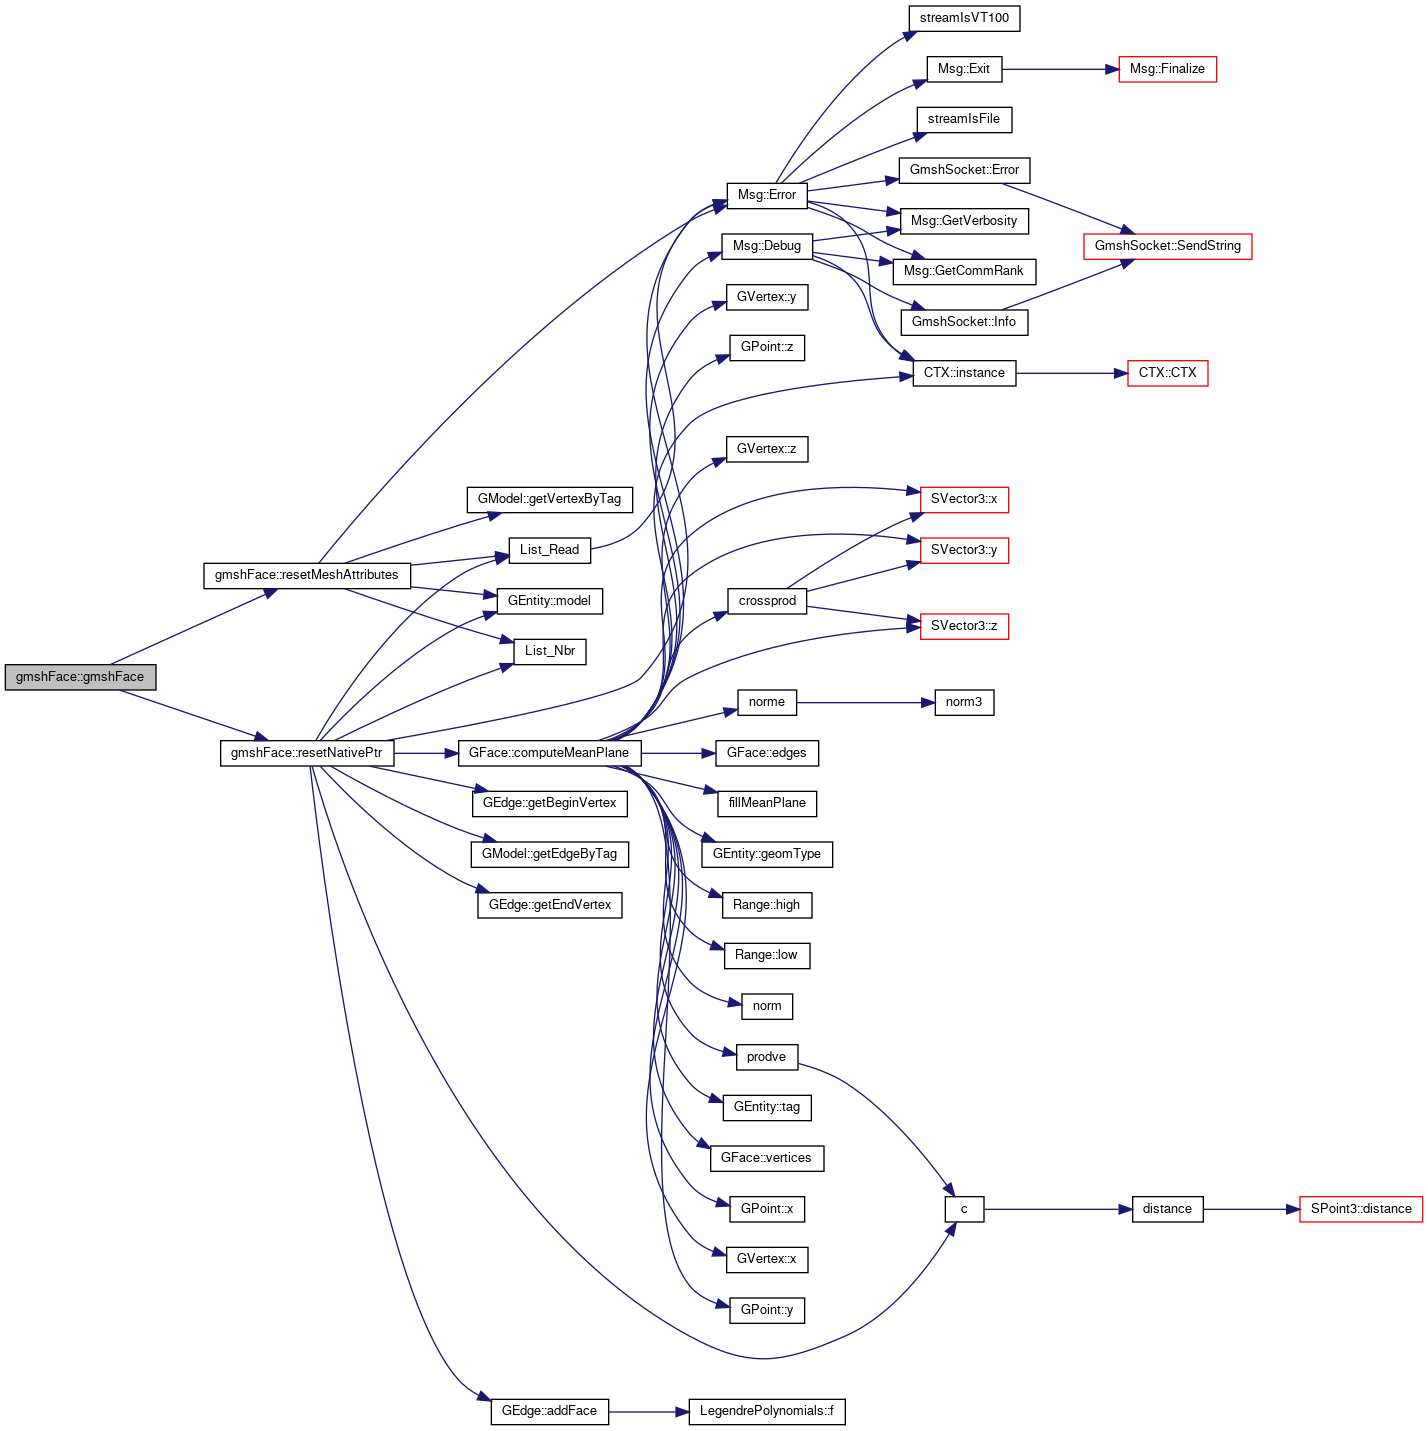 streamIsVT100
Msg::Exit
Msg::Finalize
streamIsFile
GmshSocket::Error
Msg::Error
Msg::GetVerbosity
Msg::Debug
GmshSocket::SendString
Msg::GetCommRank
GVertex::y
GmshSocket::Info
GPoint::z
CTX::instance
CTX::CTX
GVertex::z
GModel::getVertexByTag
SVector3::x
List_Read
SVector3::y
gmshFace::resetMeshAttributes
GEntity::model
crossprod
SVector3::z
List_Nbr
gmshFace::gmshFace
norme
norm3
gmshFace::resetNativePtr
GFace::computeMeanPlane
GFace::edges
GEdge::getBeginVertex
fillMeanPlane
GModel::getEdgeByTag
GEntity::geomType
GEdge::getEndVertex
Range::high
Range::low
norm
prodve
GEntity::tag
GFace::vertices
GPoint::x
c
distance
SPoint3::distance
GVertex::x
GPoint::y
GEdge::addFace
LegendrePolynomials::f